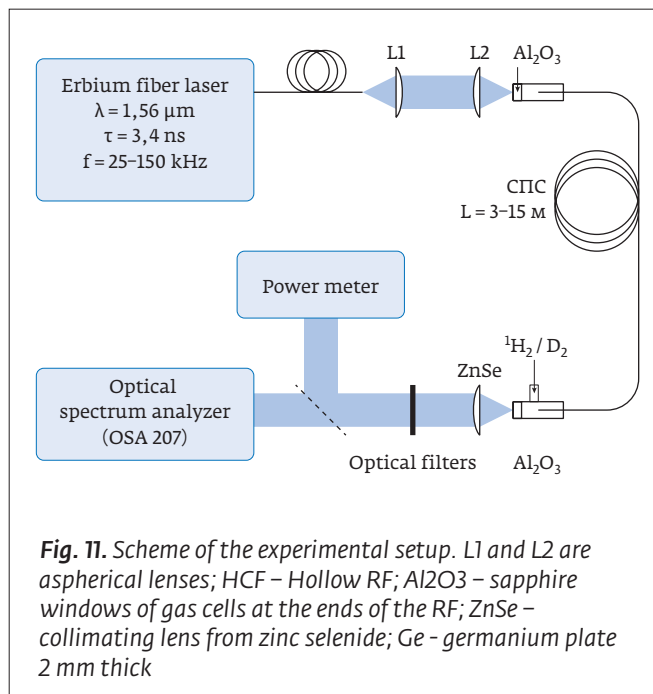 L1
L2
Al₂O₃
Erbium fiber laser
λ = 1,56 μm
τ = 3,4 ns
f = 25–150 kHz
СПС
L = 3–15 м
Power meter
¹H₂ / D₂
ZnSe
Optical
spectrum analyzer
(OSA 207)
Optical filters
Al₂O₃
Fig. 11. Scheme of the experimental setup. L1 and L2 are
aspherical lenses; HCF – Hollow RF; Al2O3 – sapphire
windows of gas cells at the ends of the RF; ZnSe –
collimating lens from zinc selenide; Ge - germanium plate
2 mm thick